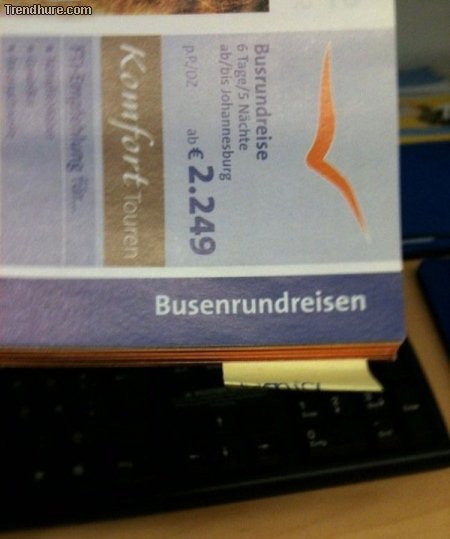 Trendhure.com
Busrundreise
6 Tage/5 Nächte
ab/bis Johannesburg
ab € 2.249
p.P./DZ
Komfort Touren
Busenrundreisen